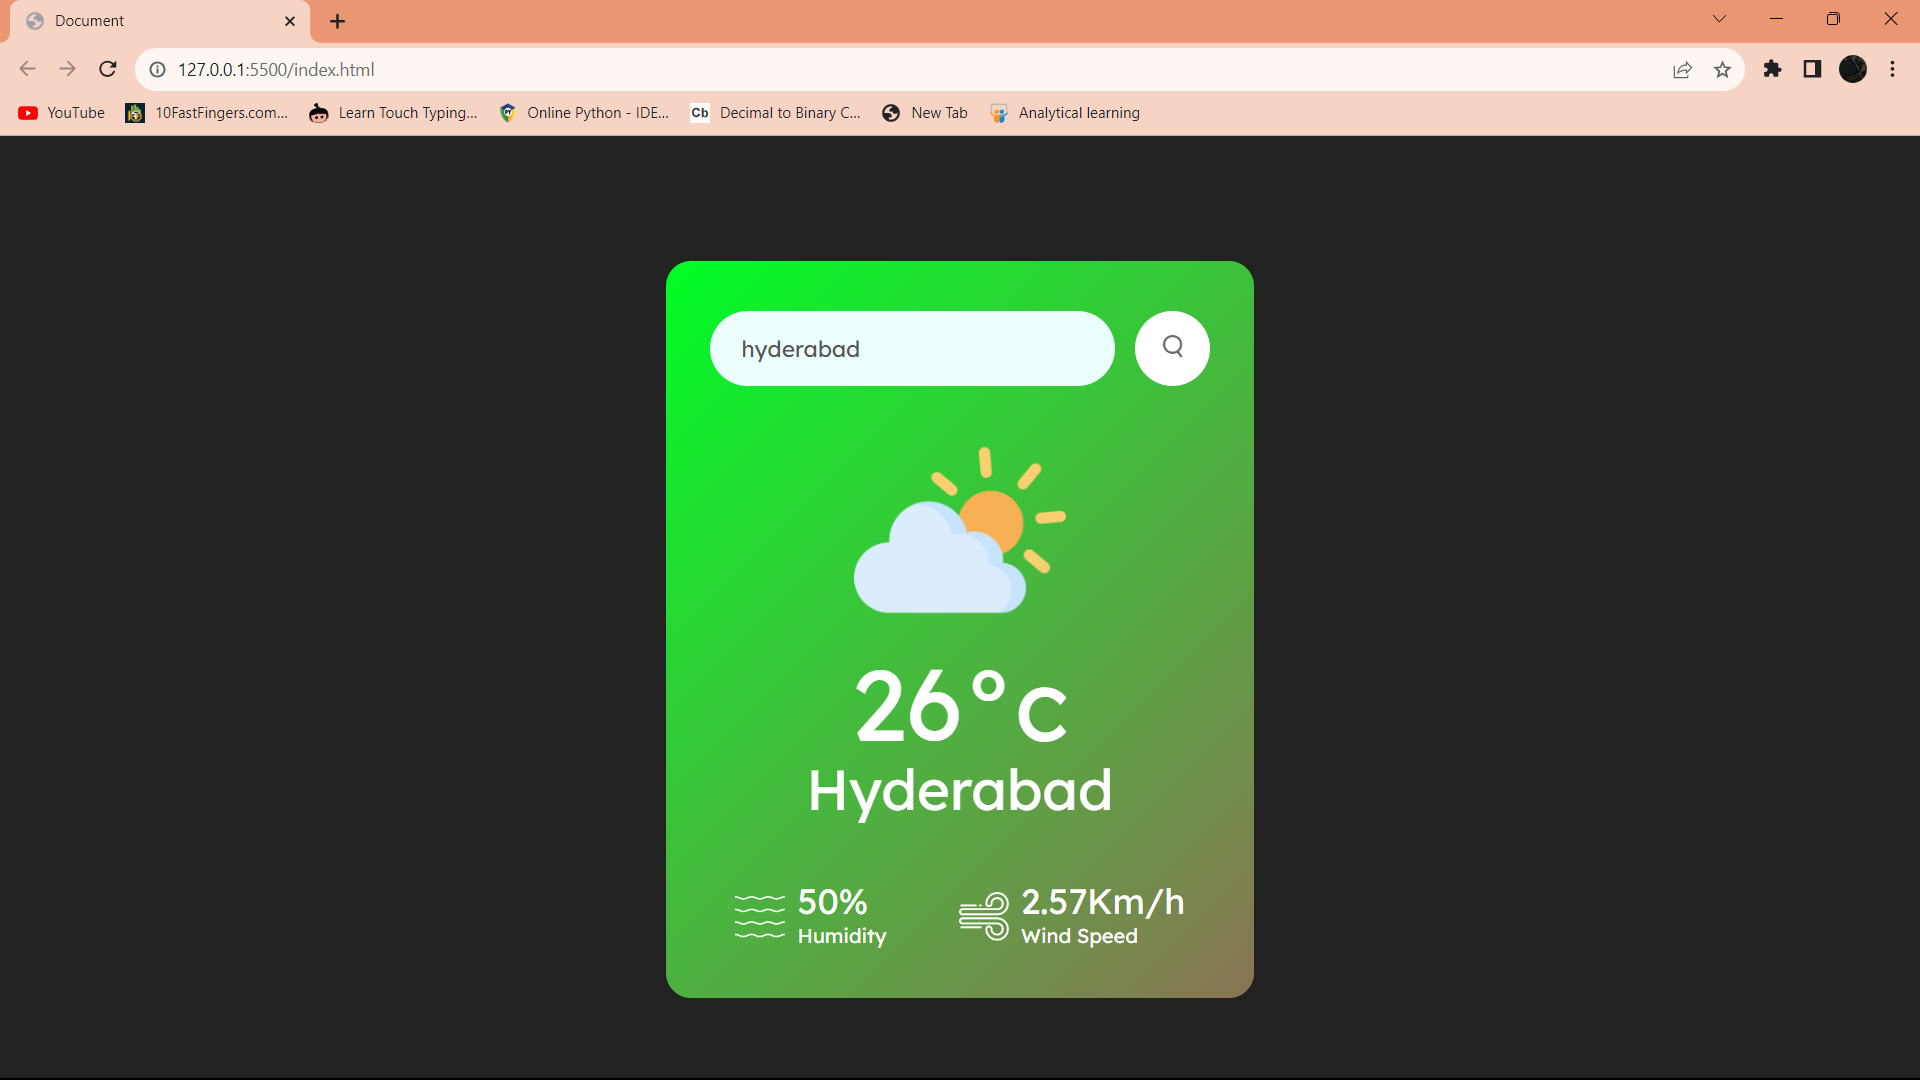 Document
127.0.0.1:5500/index.html
YouTube 10FastFingers.com... Learn Touch Typing... Online Python - IDE... Cb Decimal to Binary C... New Tab Analytical learning
hyderabad
26°c
Hyderabad
50% 2.57Km/h
Humidity Wind Speed